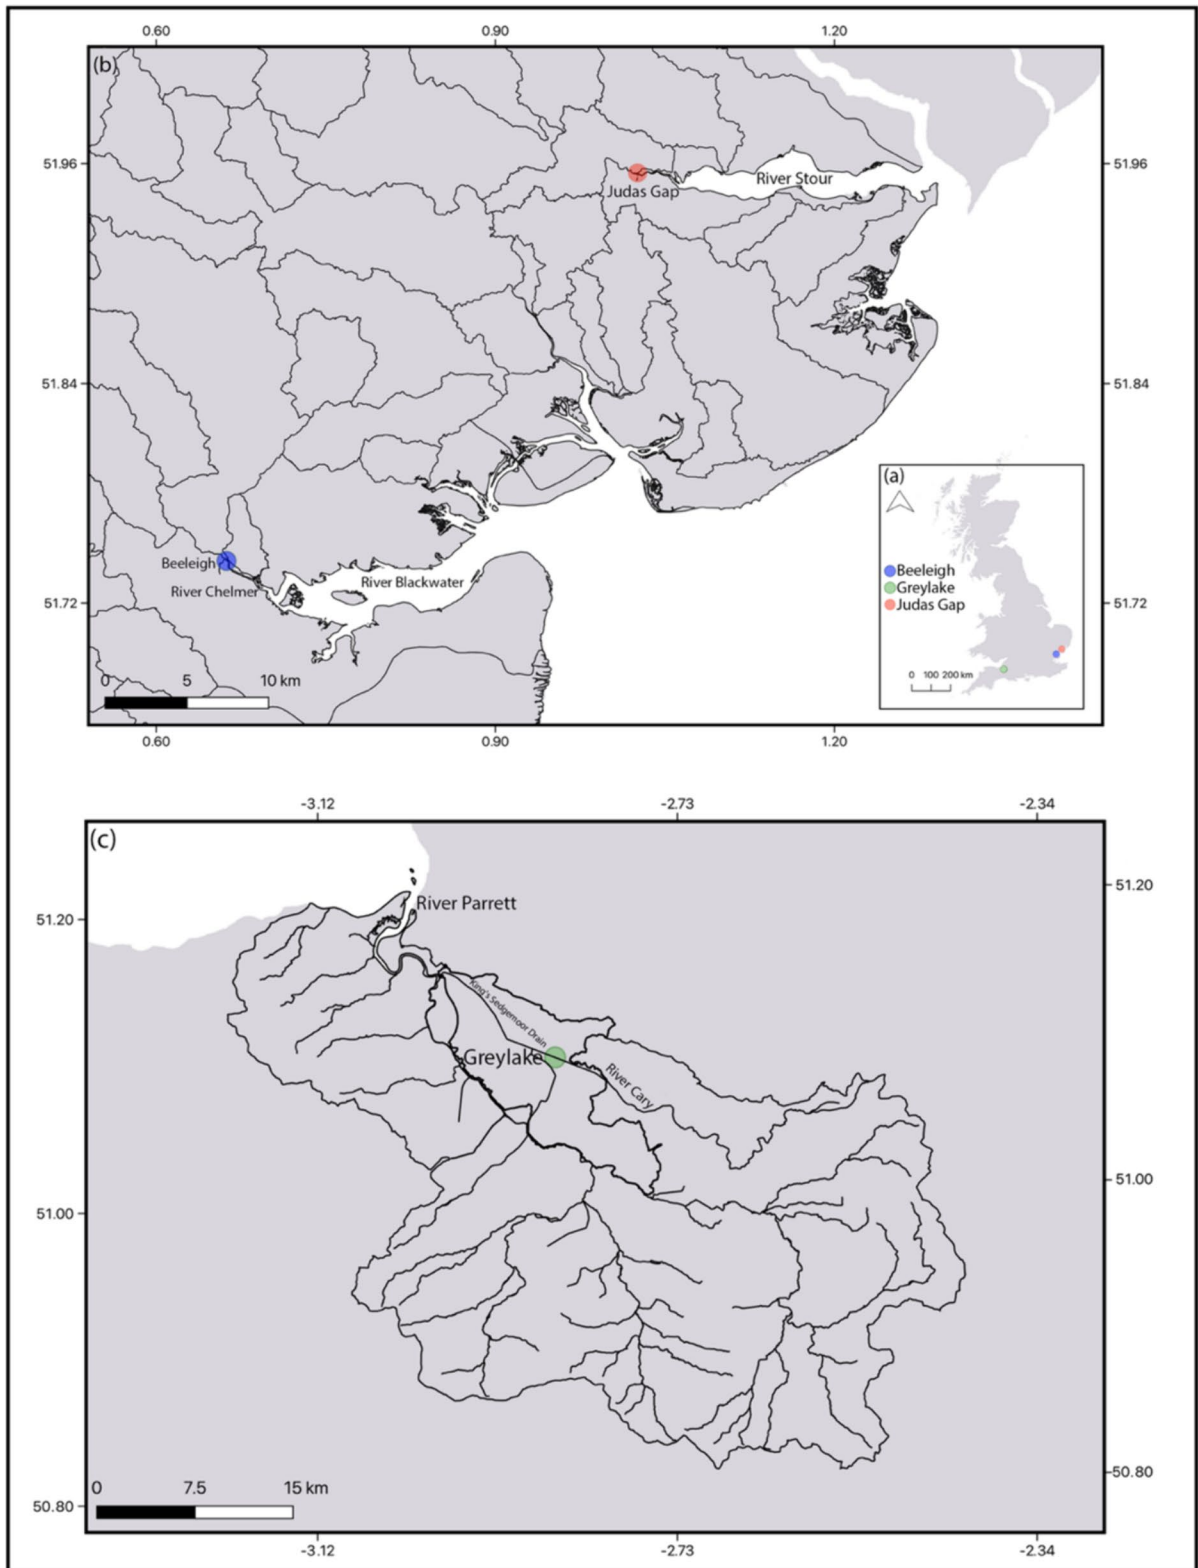 0.60 0.90 1.20
(b)
51.96 51.96
River Stour
Judas Gap
51.84 51.84
(a)
Beeleigh
Greylake
Judas Gap
0 100 200 km
Beeleigh
River Chelmer
River Blackwater
51.72 51.72
0 5 10 km
0.60 0.90 1.20
-3.12 -2.73 -2.34
(c)
51.20 51.20
River Parrett
King's Sedgemoor Drain
Greylake
River Cary
51.00 51.00
0 7.5 15 km
50.80 50.80
-3.12 -2.73 -2.34